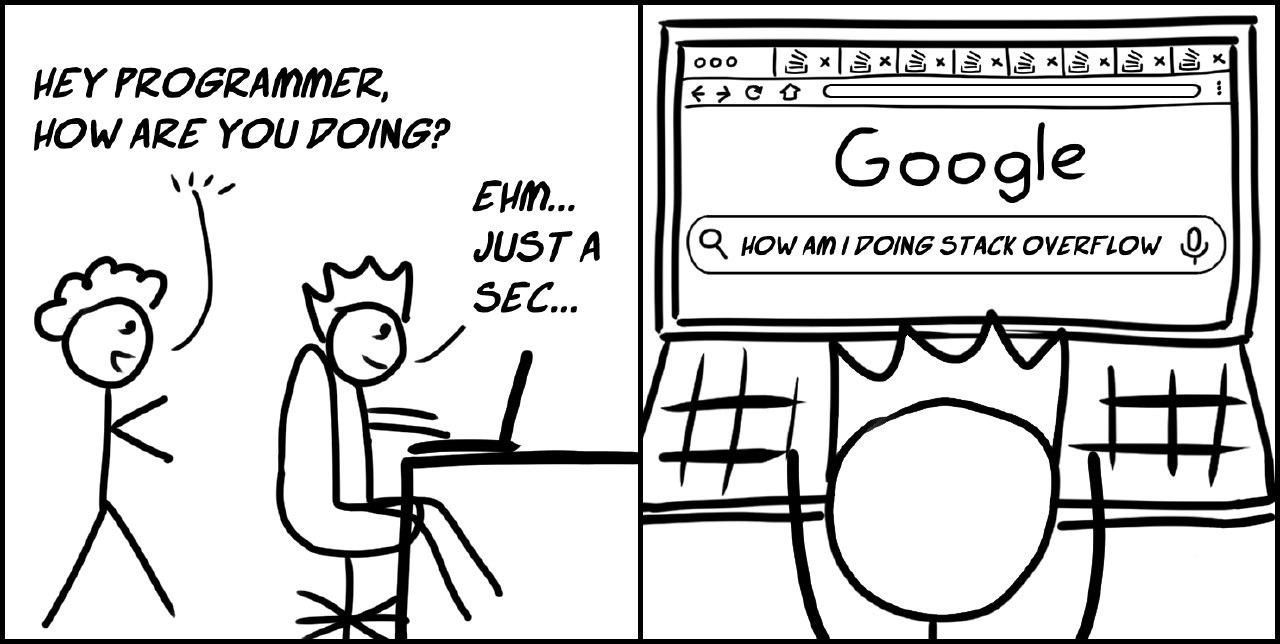 HEY PROGRAMMER,
HOW ARE YOU DOING?
EHM...
JUST A
SEC...
Google
HOW AM I DOING STACK OVERFLOW